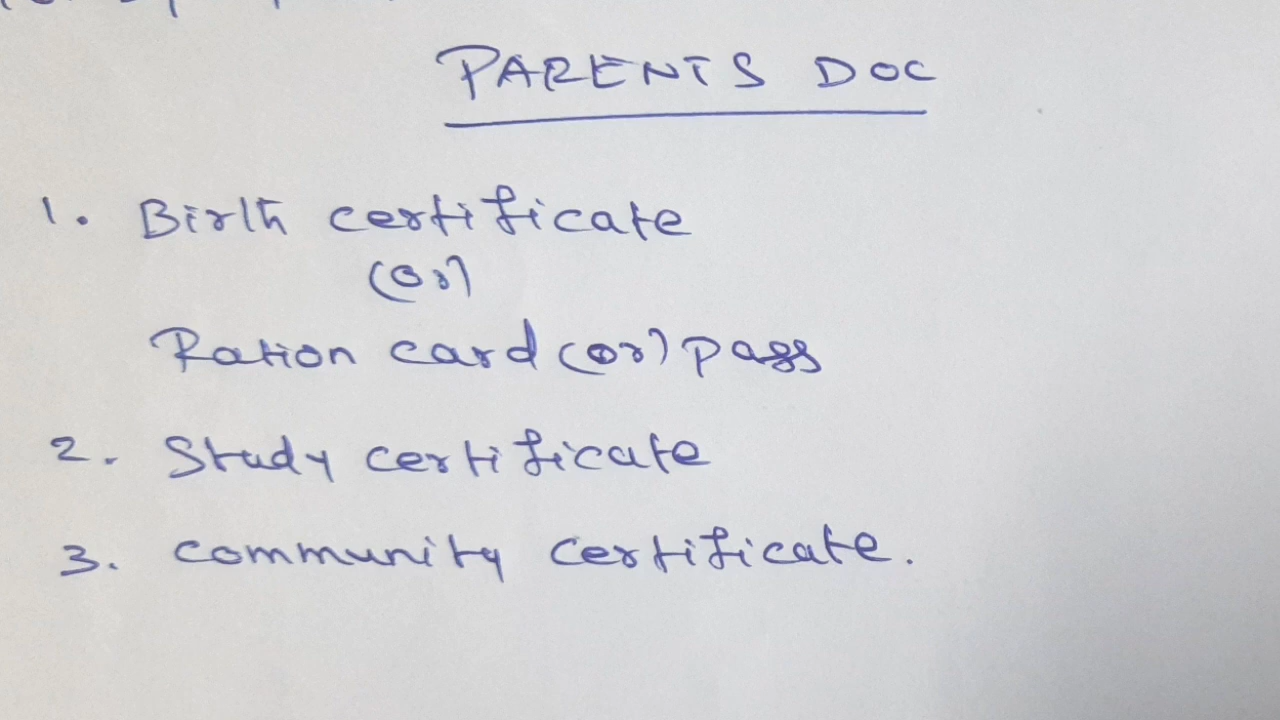 PARENTS DOC
1. Birth certificate
(or)
Ration card (or) pass
2. Study certificate
3. Community certificate.